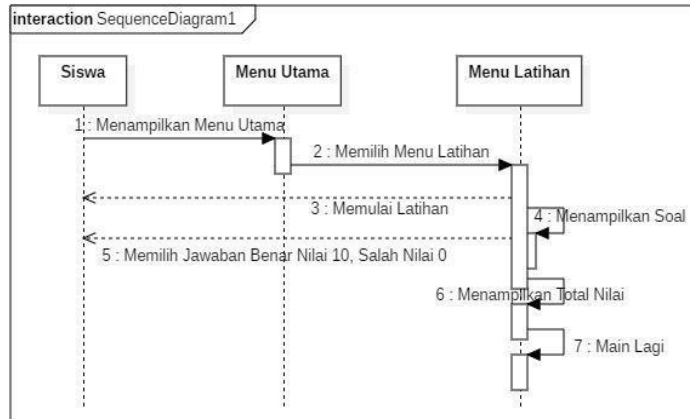 interaction SequenceDiagram1
Siswa
Menu Utama
Menu Latihan
1 : Menampilkan Menu Utama
2 : Memilih Menu Latihan
3 : Memulai Latihan
4 : Menampilkan Soal
5 : Memilih Jawaban Benar Nilai 10, Salah Nilai 0
6 : Menampilkan Total Nilai
7 : Main Lagi